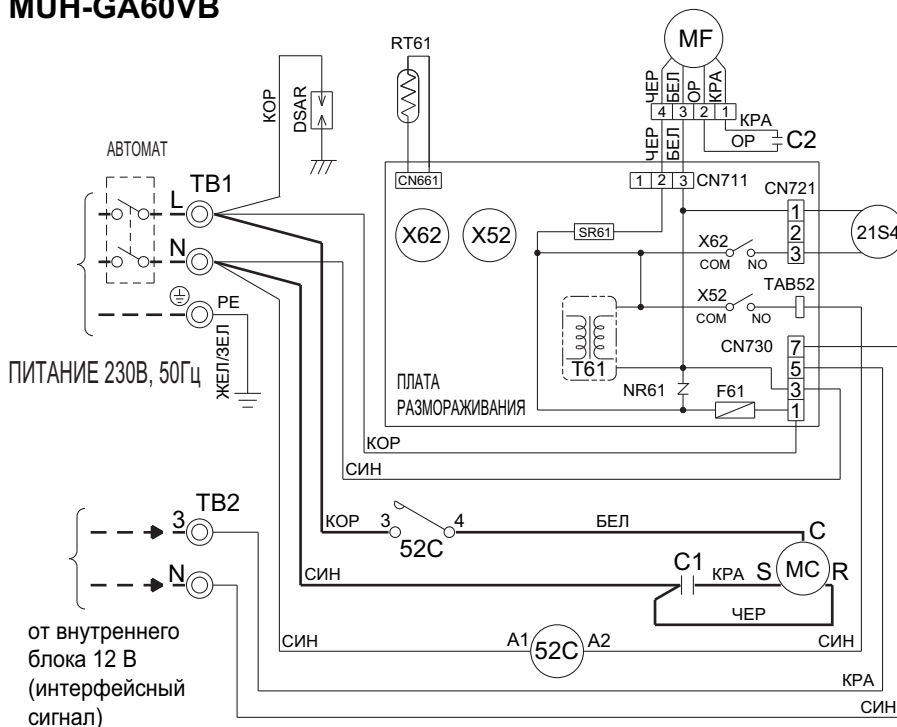 MUH-GA60VB
RT61
MF
КОР
DSAR
ЧЕР
БЕЛ
ОР
КРА
4 3 2 1
КРА
ОР
C2
ЧЕР
БЕЛ
АВТОМАТ
CN661
1 2 3 CN711
CN721
L
TB1
N
PE
ЖЕЛ/ЗЕЛ
ПИТАНИЕ 230В, 50Гц
X62
X52
SR61
1
2
3
21S4
X62
COM
NO
X52
COM
NO
TAB52
T61
CN730
7
5
3
1
ПЛАТА
РАЗМОРАЖИВАНИЯ
NR61
F61
КОР
СИН
TB2
3
N
КОР
3
4
52C
БЕЛ
C
СИН
C1
КРА
S
MC
R
ЧЕР
СИН
A1
52C
A2
СИН
КРА
СИН
от внутреннего
блока 12 В
(интерфейсный
сигнал)